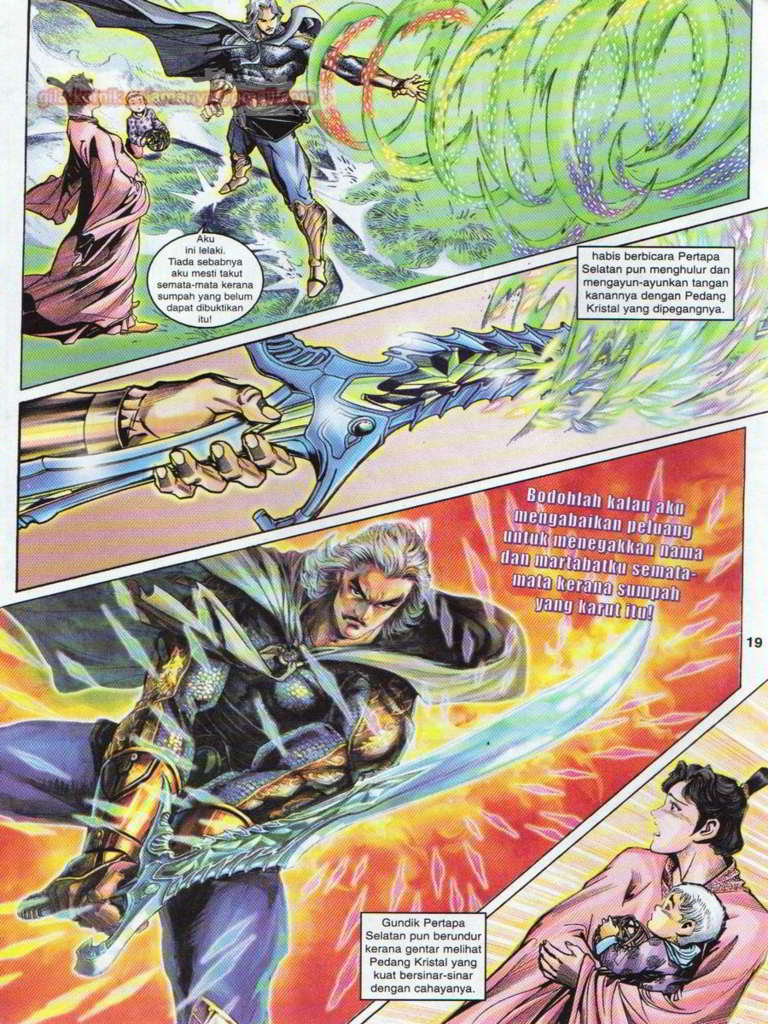 Aku
ini lelaki.
Tiada sebabnya
aku mesti takut
semata-mata kerana
sumpah yang belum
dapat dibuktikan
itu!
habis berbicara Pertapa
Selatan pun menghulur dan
mengayun-ayunkan tangan
kanannya dengan Pedang
Kristal yang dipegangnya.
Bodohlah kalau aku
mengabaikan peluang
untuk menegakkan nama
dan martabatku semata-
mata kerana sumpah
yang karut itu!
19
Gundik Pertapa
Selatan pun berundur
kerana gentar melihat
Pedang Kristal yang
kuat bersinar-sinar
dengan cahayanya.